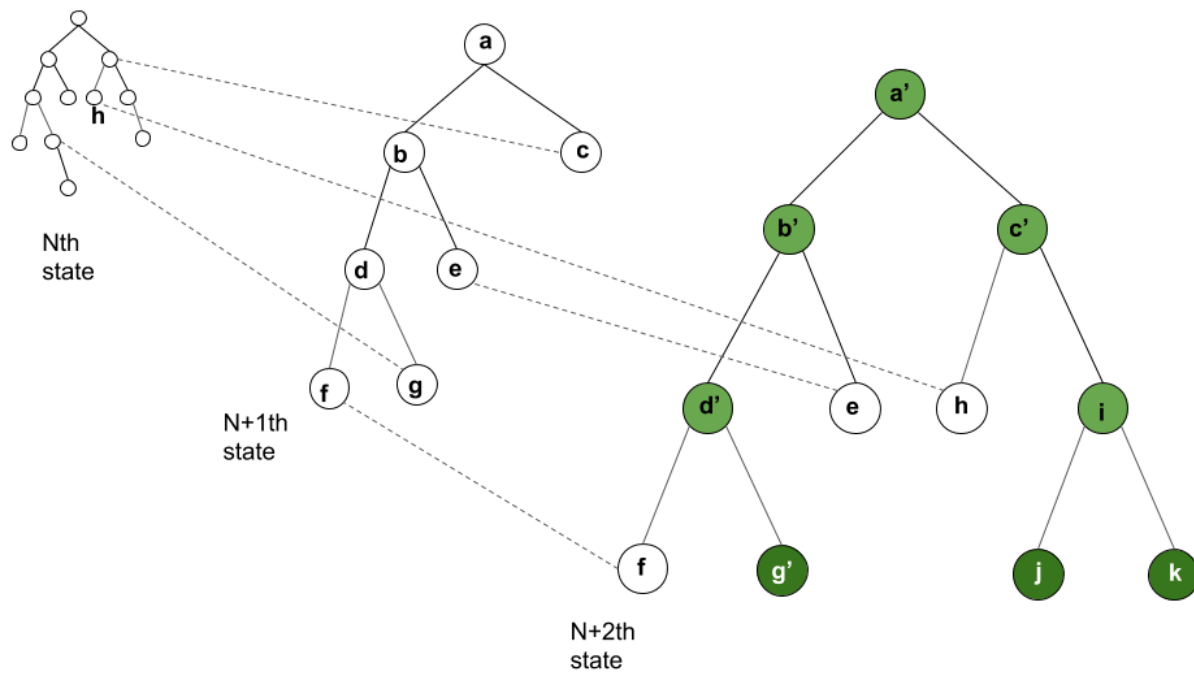 h
Nth
state
a
b
c
d
e
f
g
N+1th
state
a’
b’
c’
d’
e
h
i
f
g’
j
k
N+2th
state